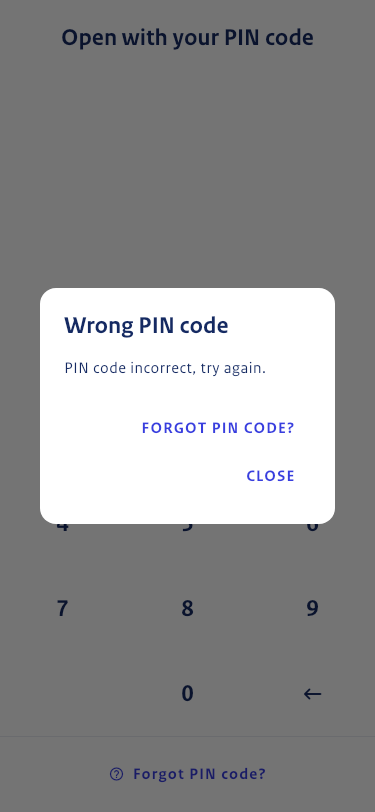 Open with your PIN code
Wrong PIN code
PIN code incorrect, try again.
FORGOT PIN CODE?
CLOSE
4 5 6
7 8 9
0 ←
Forgot PIN code?